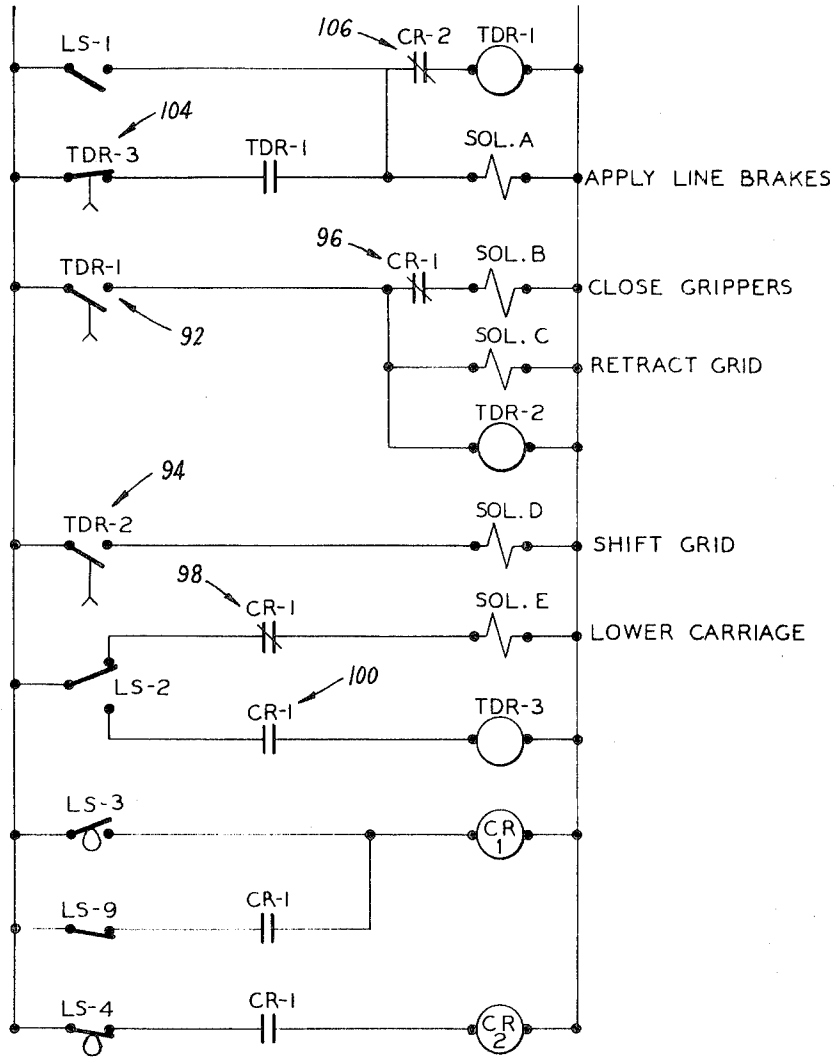 106 CR-2 TDR-1
LS-1
104
TDR-3 TDR-1 SOL.A
APPLY LINE BRAKES
96
TDR-1 CR-1 SOL.B
CLOSE GRIPPERS
92
SOL.C
RETRACT GRID
TDR-2
94
TDR-2 SOL.D
SHIFT GRID
98
CR-1 SOL.E
LOWER CARRIAGE
LS-2 100
CR-1 TDR-3
LS-3
CR
1
LS-9 CR-1
LS-4 CR-1
CR
2